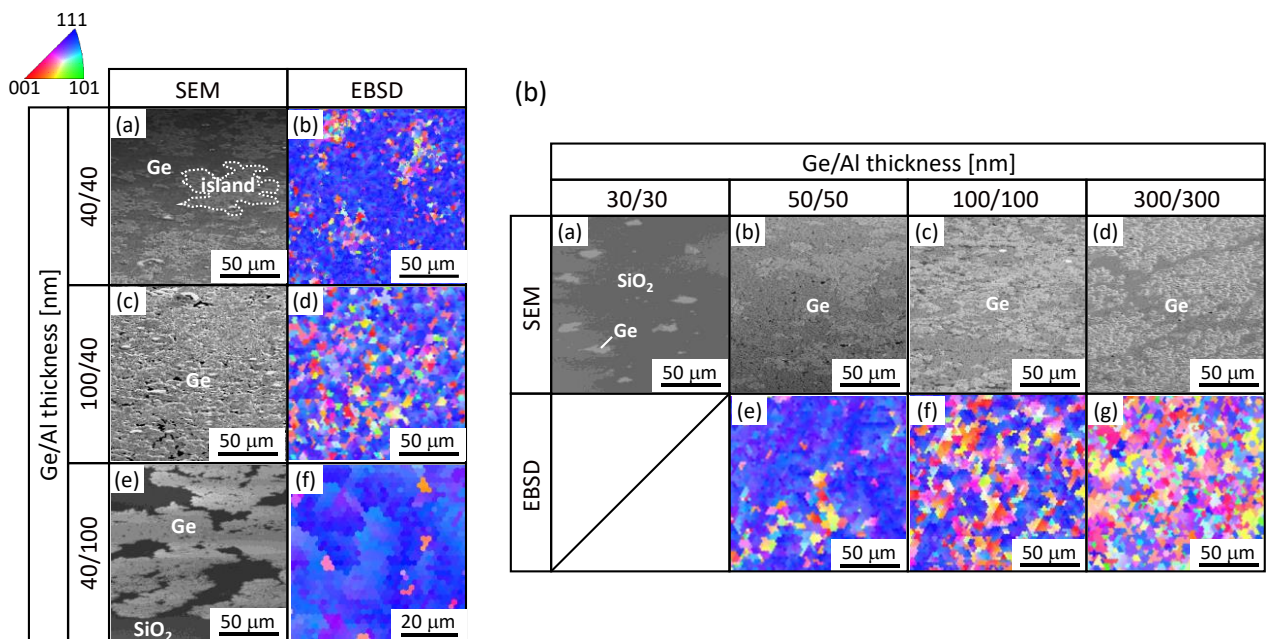 111
001 101
SEM EBSD
Ge/Al thickness [nm]
40/40
(a)
Ge
island
50 μm
(b)
50 μm
100/40
(c)
Ge
50 μm
(d)
50 μm
40/100
(e)
Ge
SiO₂
50 μm
(f)
20 μm
(b)
Ge/Al thickness [nm]
30/30 50/50 100/100 300/300
SEM
(a)
SiO₂
Ge
50 μm
(b)
Ge
50 μm
(c)
Ge
50 μm
(d)
Ge
50 μm
EBSD
(e)
50 μm
(f)
50 μm
(g)
50 μm